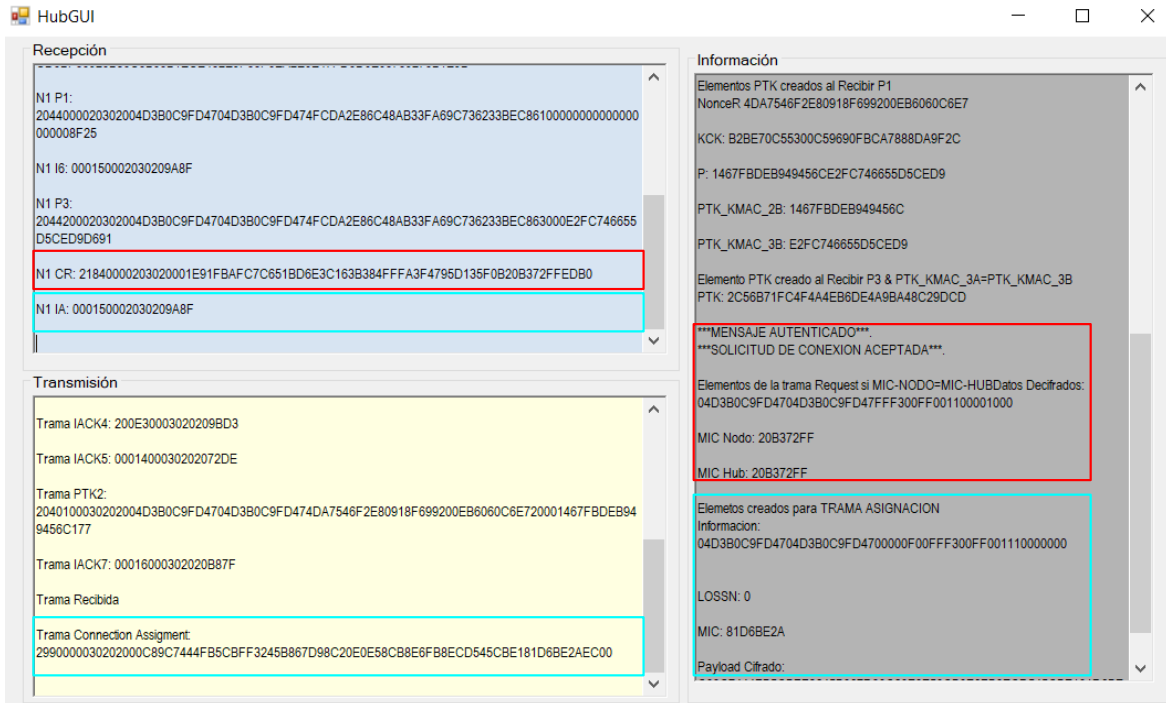 HubGUI
Recepción
N1 P1:
2044000020302004D3B0C9FD4704D3B0C9FD474FCDA2E86C48AB33FA69C736233BEC86100000000000000
000008F25
N1 I6: 000150002030209A8F
N1 P3:
2044200020302004D3B0C9FD4704D3B0C9FD474FCDA2E86C48AB33FA69C736233BEC863000E2FC746655
D5CED9D691
N1 CR: 21840000203020001E91FBAFC7C651BD6E3C163B384FFFA3F4795D135F0B20B372FFEDB0
N1 IA: 000150002030209A8F
Transmisión
Trama IACK4: 200E30003020209BD3
Trama IACK5: 0001400030202072DE
Trama PTK2:
2040100030202004D3B0C9FD4704D3B0C9FD474DA7546F2E80918F699200EB6060C6E720001467FBDEB94
9456C177
Trama IACK7: 00016000302020B87F
Trama Recibida
Trama Connection Assigment:
2990000030202000C89C7444FB5CBFF3245B867D98C20E0E58CB8E6FB8ECD545CBE181D6BE2AEC00
Información
Elementos PTK creados al Recibir P1
NonceR 4DA7546F2E80918F699200EB6060C6E7
KCK: B2BE70C55300C59690FBCA7888DA9F2C
P: 1467FBDEB949456CE2FC746655D5CED9
PTK_KMAC_2B: 1467FBDEB949456C
PTK_KMAC_3B: E2FC746655D5CED9
Elemento PTK creado al Recibir P3 & PTK_KMAC_3A=PTK_KMAC_3B
PTK: 2C56B71FC4F4A4EB6DE4A9BA48C29DCD
***MENSAJE AUTENTICADO***.
***SOLICITUD DE CONEXION ACEPTADA***.
Elementos de la trama Request si MIC-NODO=MIC-HUBDatos Decifrados:
04D3B0C9FD4704D3B0C9FD47FFF300FF001100001000
MIC Nodo: 20B372FF
MIC Hub: 20B372FF
Elemetos creados para TRAMA ASIGNACION
Informacion:
04D3B0C9FD4704D3B0C9FD4700000F00FFF300FF001110000000
LOSSN: 0
MIC: 81D6BE2A
Payload Cifrado: